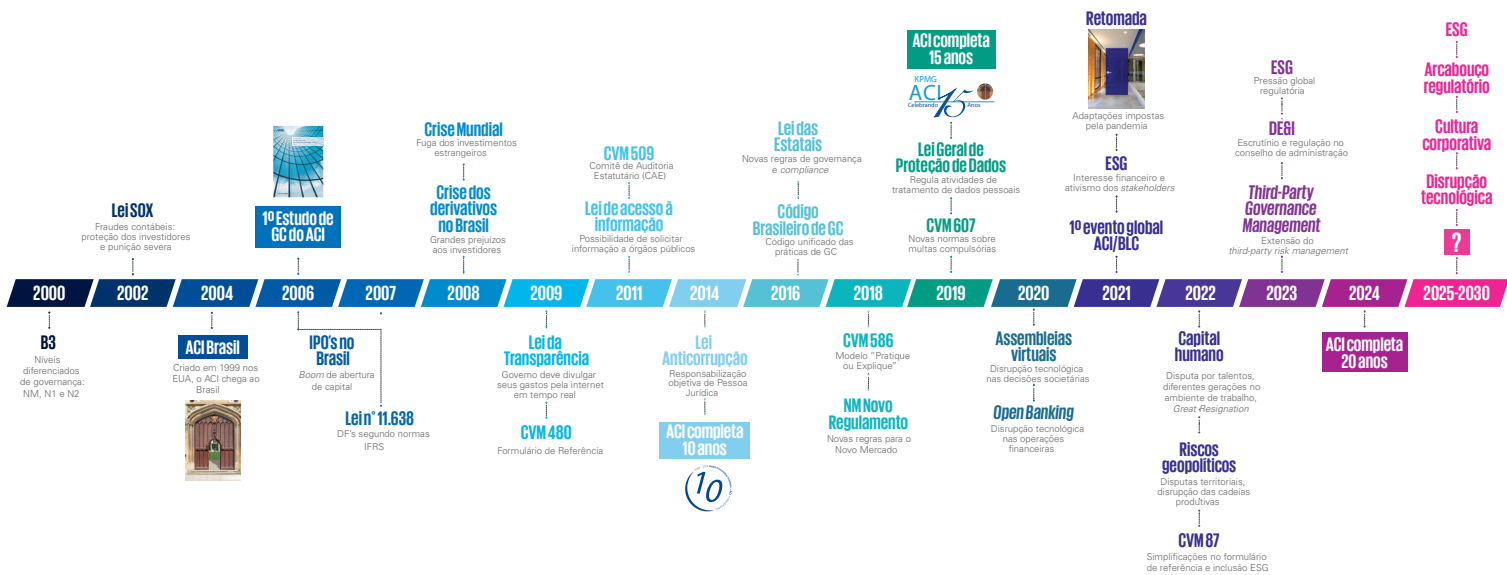 2000
B3
Níveis
diferenciados
de governança:
NM, N1 e N2
Lei SOX
Fraudes contábeis:
proteção dos investidores
e punição severa
2002
2004
ACI Brasil
Criado em 1999 nos
EUA, o ACI chega ao
Brasil
1º Estudo de
GC do ACI
2006
IPO's no
Brasil
Boom de abertura
de capital
2007
Lei n° 11.638
DF's segundo normas
IFRS
Crise Mundial
Fuga dos investimentos
estrangeiros
Crise dos
derivativos
no Brasil
Grandes prejuízos
aos investidores
2008
2009
Lei da
Transparência
Governo deve divulgar
seus gastos pela internet
em tempo real
CVM 480
Formulário de Referência
CVM 509
Comitê de Auditoria
Estatutário (CAE)
Lei de acesso à
informação
Possibilidade de solicitar
informação a órgãos públicos
2011
2014
Lei
Anticorrupção
Responsabilização
objetiva de Pessoa
Jurídica
ACI completa
10 anos
10
Lei das
Estatais
Novas regras de governança
e compliance
Código
Brasileiro de GC
Código unificado das
práticas de GC
2016
2018
CVM 586
Modelo "Pratique
ou Explique"
NM Novo
Regulamento
Novas regras para o
Novo Mercado
ACI completa
15 anos
KPMG
ACI 15
Celebrando Anos
Lei Geral de
Proteção de Dados
Regula atividades de
tratamento de dados pessoais
CVM 607
Novas normas sobre
multas compulsórias
2019
2020
Assembleias
virtuais
Disrupção tecnológica
nas decisões societárias
Open Banking
Disrupção tecnológica
nas operações
financeiras
Retomada
Adaptações impostas
pela pandemia
ESG
Interesse financeiro e
ativismo dos stakeholders
1º evento global
ACI/BLC
2021
2022
Capital
humano
Disputa por talentos,
diferentes gerações no
ambiente de trabalho,
Great Resignation
Riscos
geopolíticos
Disputas territoriais,
disrupção das cadeias
produtivas
CVM 87
Simplificações no formulário
de referência e inclusão ESG
ESG
Pressão global
regulatória
DE&I
Escrutínio e regulação no
conselho de administração
Third-Party
Governance
Management
Extensão do
third-party risk management
2023
2024
ACI completa
20 anos
ESG
Arcabouço
regulatório
Cultura
corporativa
Disrupção
tecnológica
?
2025-2030